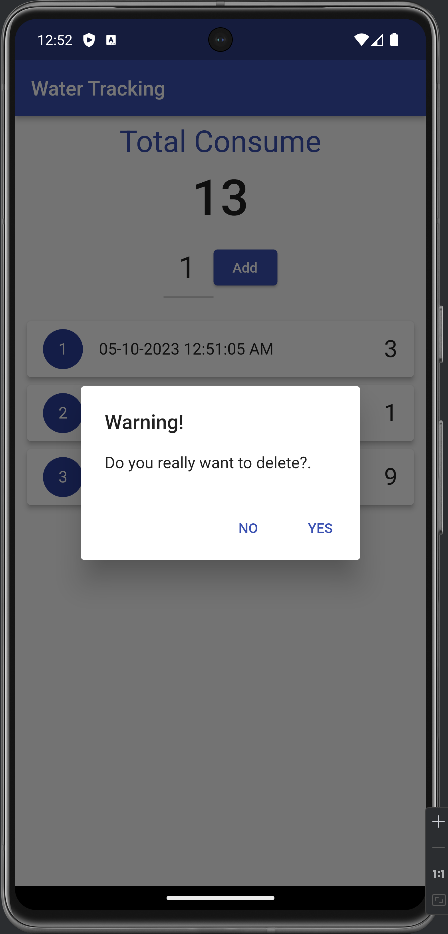 12:52
A
Water Tracking
Total Consume
13
1 Add
1 05-10-2023 12:51:05 AM 3
2 1
3 9
Warning!
Do you really want to delete?.
NO YES
1:1